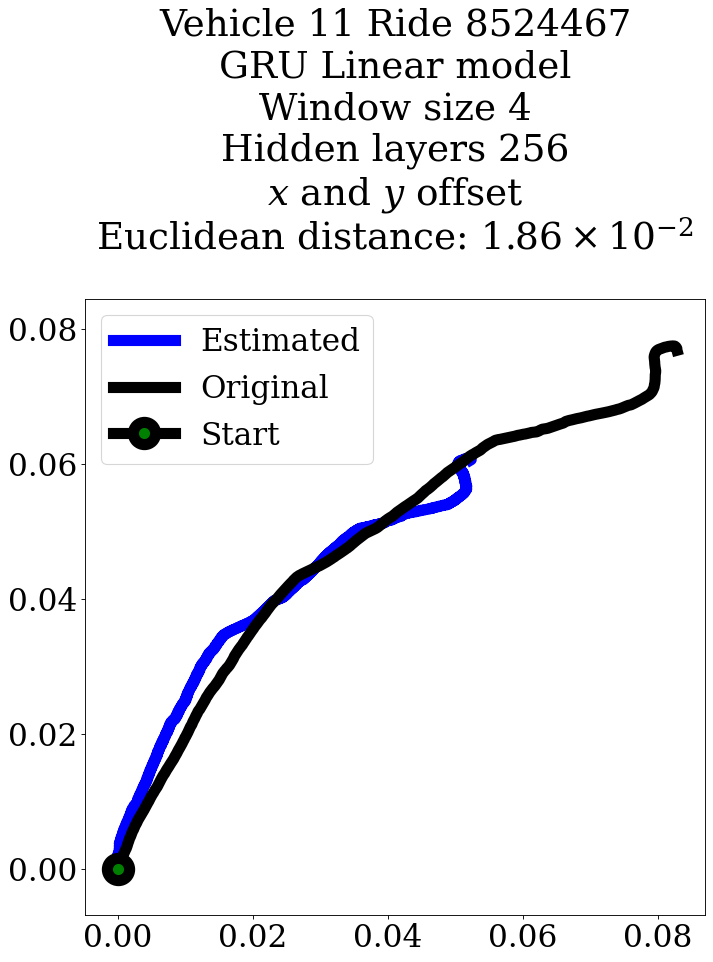 Vehicle 11 Ride 8524467
GRU Linear model
Window size 4
Hidden layers 256
x and y offset
Euclidean distance: 1.86 × 10⁻²
Estimated
Original
Start
0.08
0.06
0.04
0.02
0.00
0.00 0.02 0.04 0.06 0.08